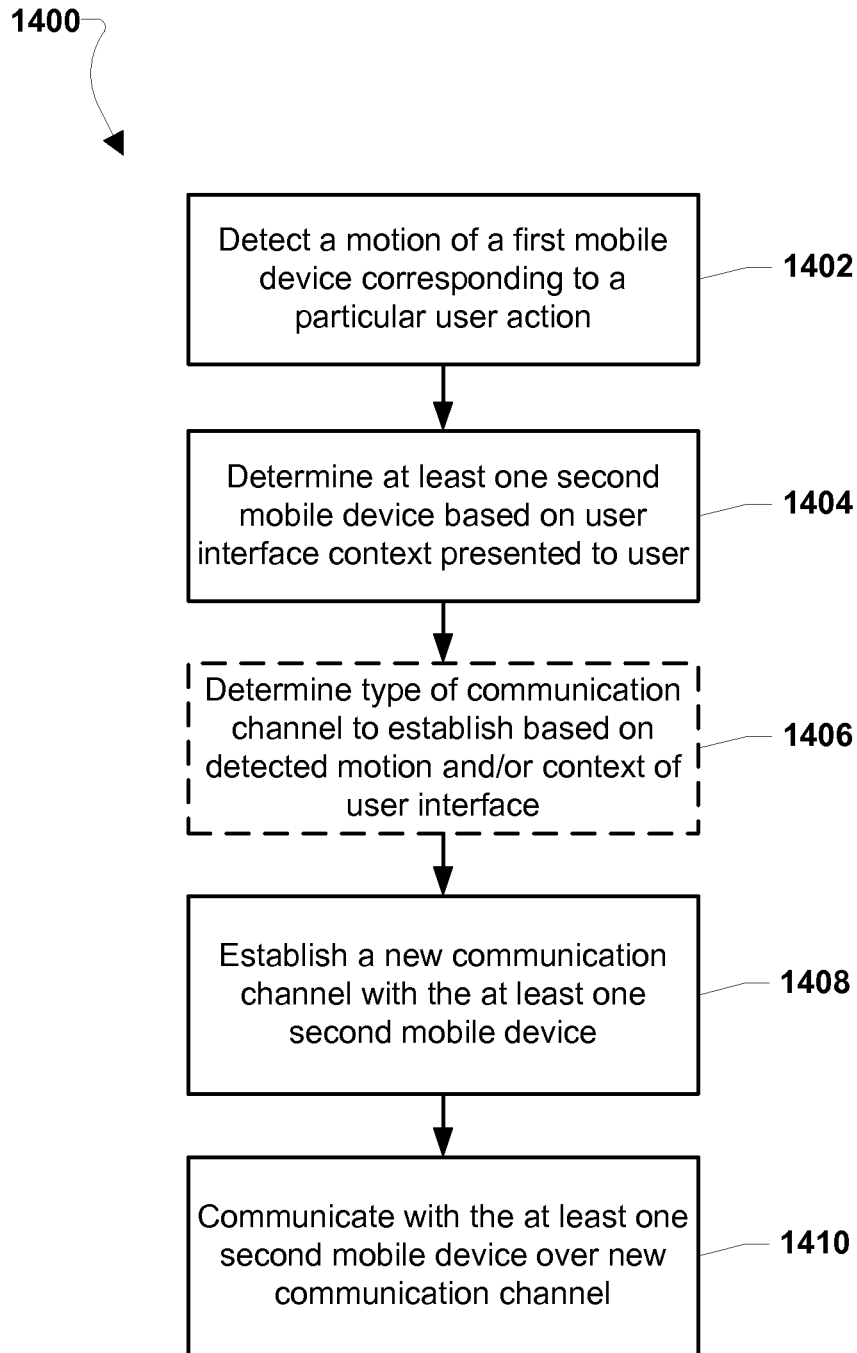 1400
Detect a motion of a first mobile
device corresponding to a
particular user action
1402
Determine at least one second
mobile device based on user
interface context presented to user
1404
Determine type of communication
channel to establish based on
detected motion and/or context of
user interface
1406
Establish a new communication
channel with the at least one
second mobile device
1408
Communicate with the at least one
second mobile device over new
communication channel
1410